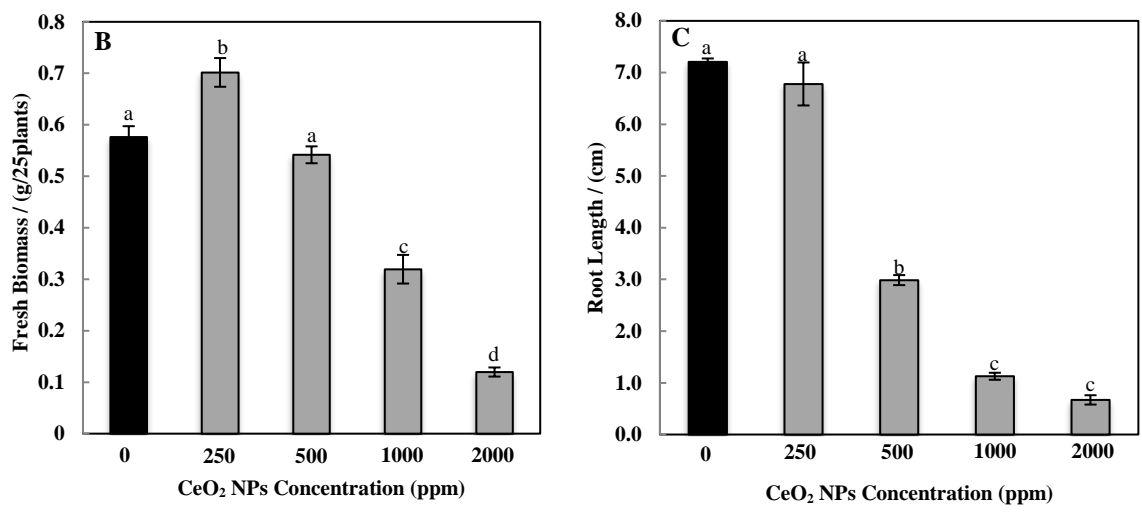 B
Fresh Biomass / (g/25plants)
0.8
0.7
0.6
0.5
0.4
0.3
0.2
0.1
0
a
b
a
c
d
0 250 500 1000 2000
CeO₂ NPs Concentration (ppm)
C
Root Length / (cm)
8.0
7.0
6.0
5.0
4.0
3.0
2.0
1.0
0.0
a
a
b
c
c
0 250 500 1000 2000
CeO₂ NPs Concentration (ppm)